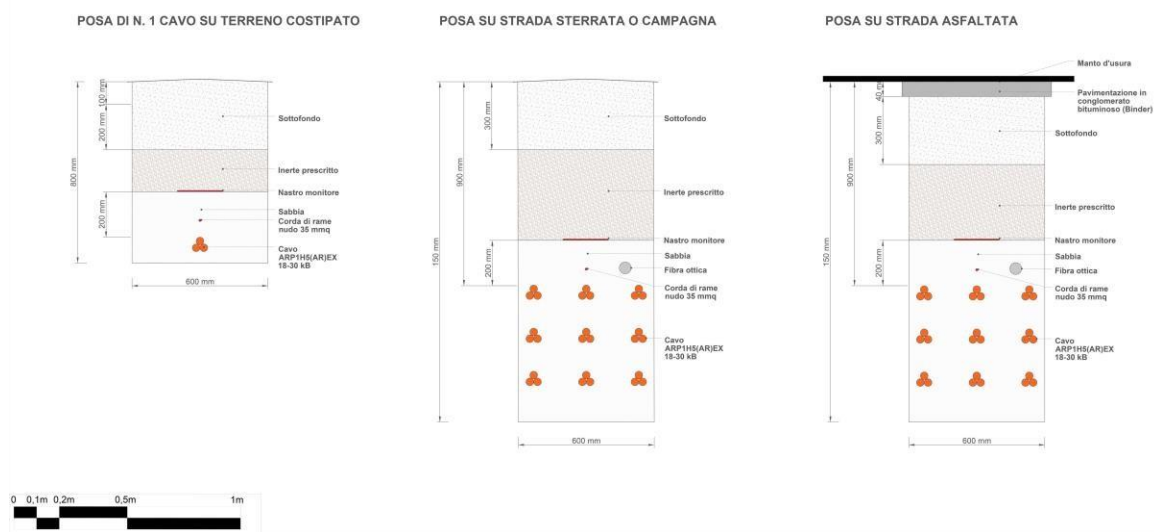 POSA DI N. 1 CAVO SU TERRENO COSTIPATO
800 mm
100 mm
200 mm
200 mm
600 mm
Sottofondo
Inerte prescritto
Nastro monitore
Sabbia
Corda di rame
nudo 35 mmq
Cavo
ARP1H5(AR)EX
18-30 kB
POSA SU STRADA STERRATA O CAMPAGNA
150 mm
900 mm
300 mm
200 mm
600 mm
Sottofondo
Inerte prescritto
Nastro monitore
Sabbia
Fibra ottica
Corda di rame
nudo 35 mmq
Cavo
ARP1H5(AR)EX
18-30 kB
POSA SU STRADA ASFALTATA
150 mm
900 mm
40 mm
300 mm
200 mm
600 mm
Manto d'usura
Pavimentazione in
conglomerato
bituminoso (Binder)
Sottofondo
Inerte prescritto
Nastro monitore
Sabbia
Fibra ottica
Corda di rame
nudo 35 mmq
Cavo
ARP1H5(AR)EX
18-30 kB
0 0,1m 0,2m 0,5m 1m